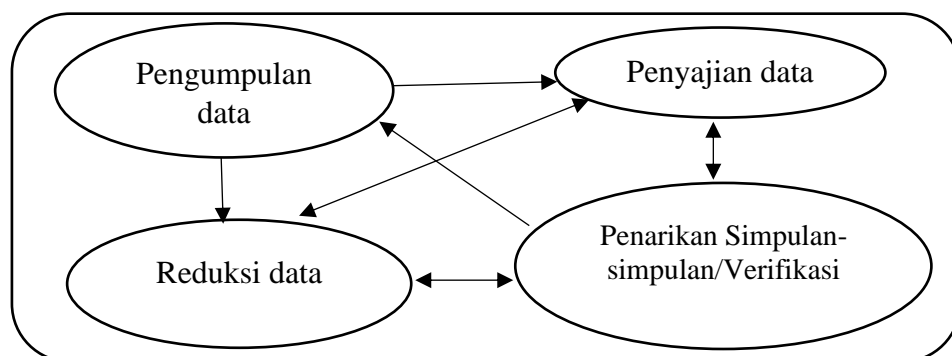 Pengumpulan
data
Penyajian data
Reduksi data
Penarikan Simpulan-
simpulan/Verifikasi